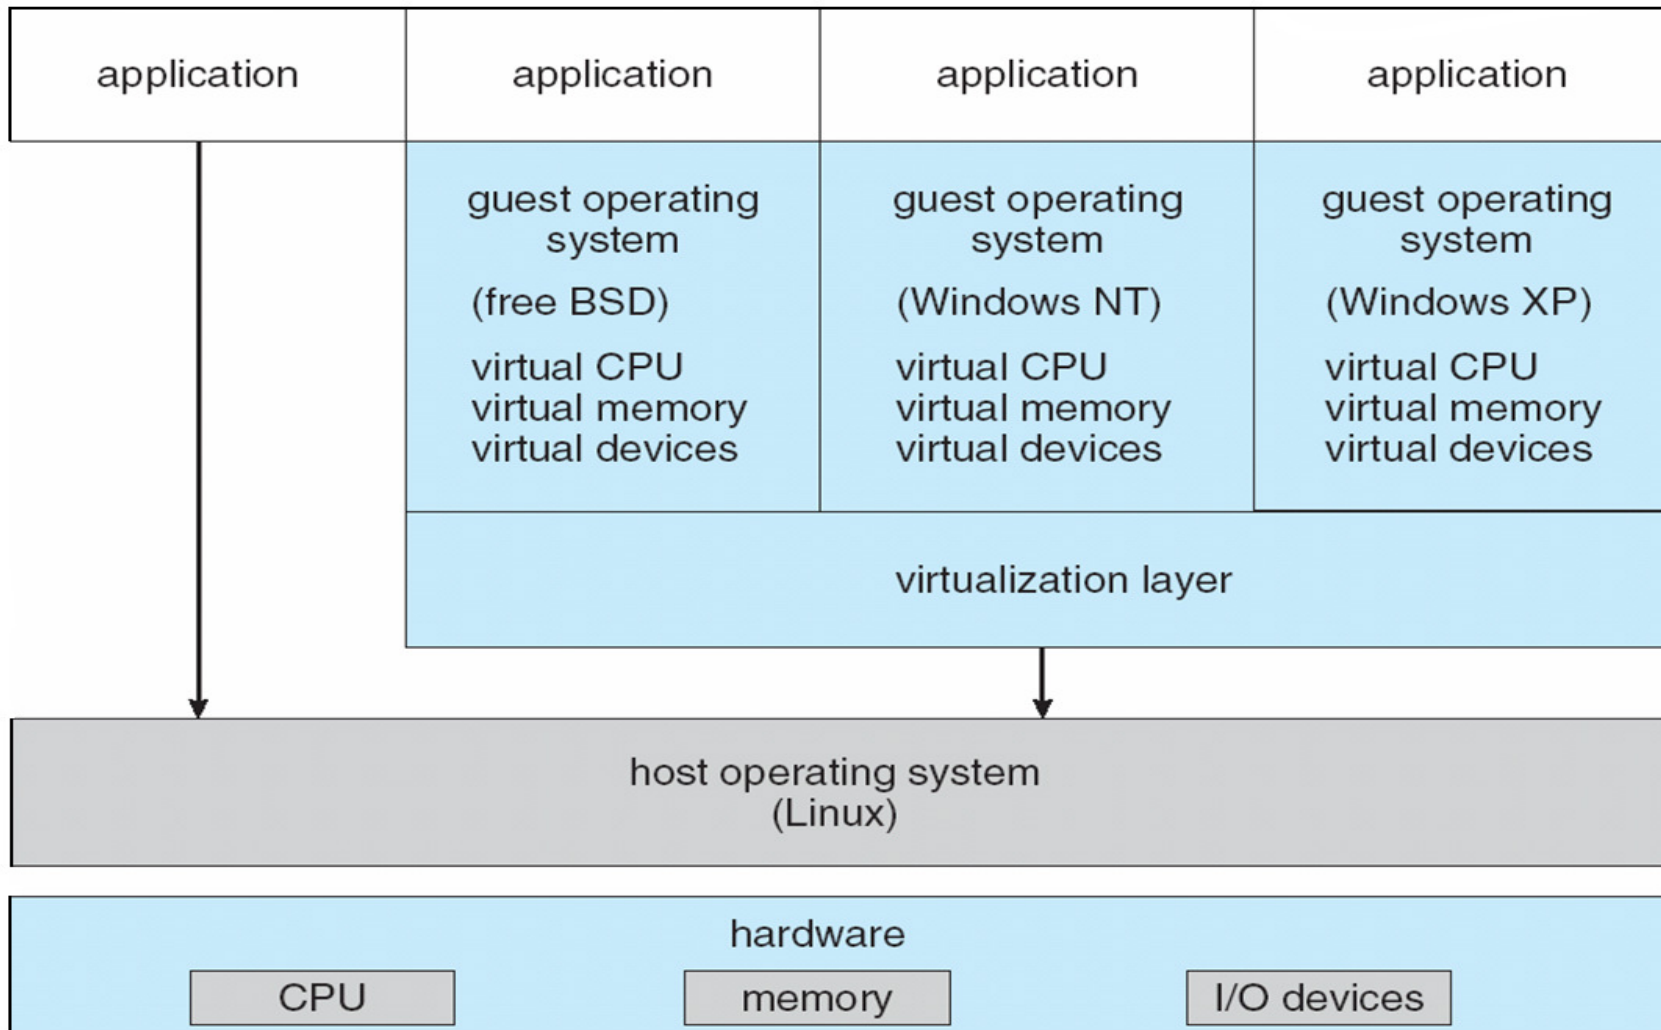 application
application
application
application
guest operating
system
(free BSD)
virtual CPU
virtual memory
virtual devices
guest operating
system
(Windows NT)
virtual CPU
virtual memory
virtual devices
guest operating
system
(Windows XP)
virtual CPU
virtual memory
virtual devices
virtualization layer
host operating system
(Linux)
hardware
CPU
memory
I/O devices